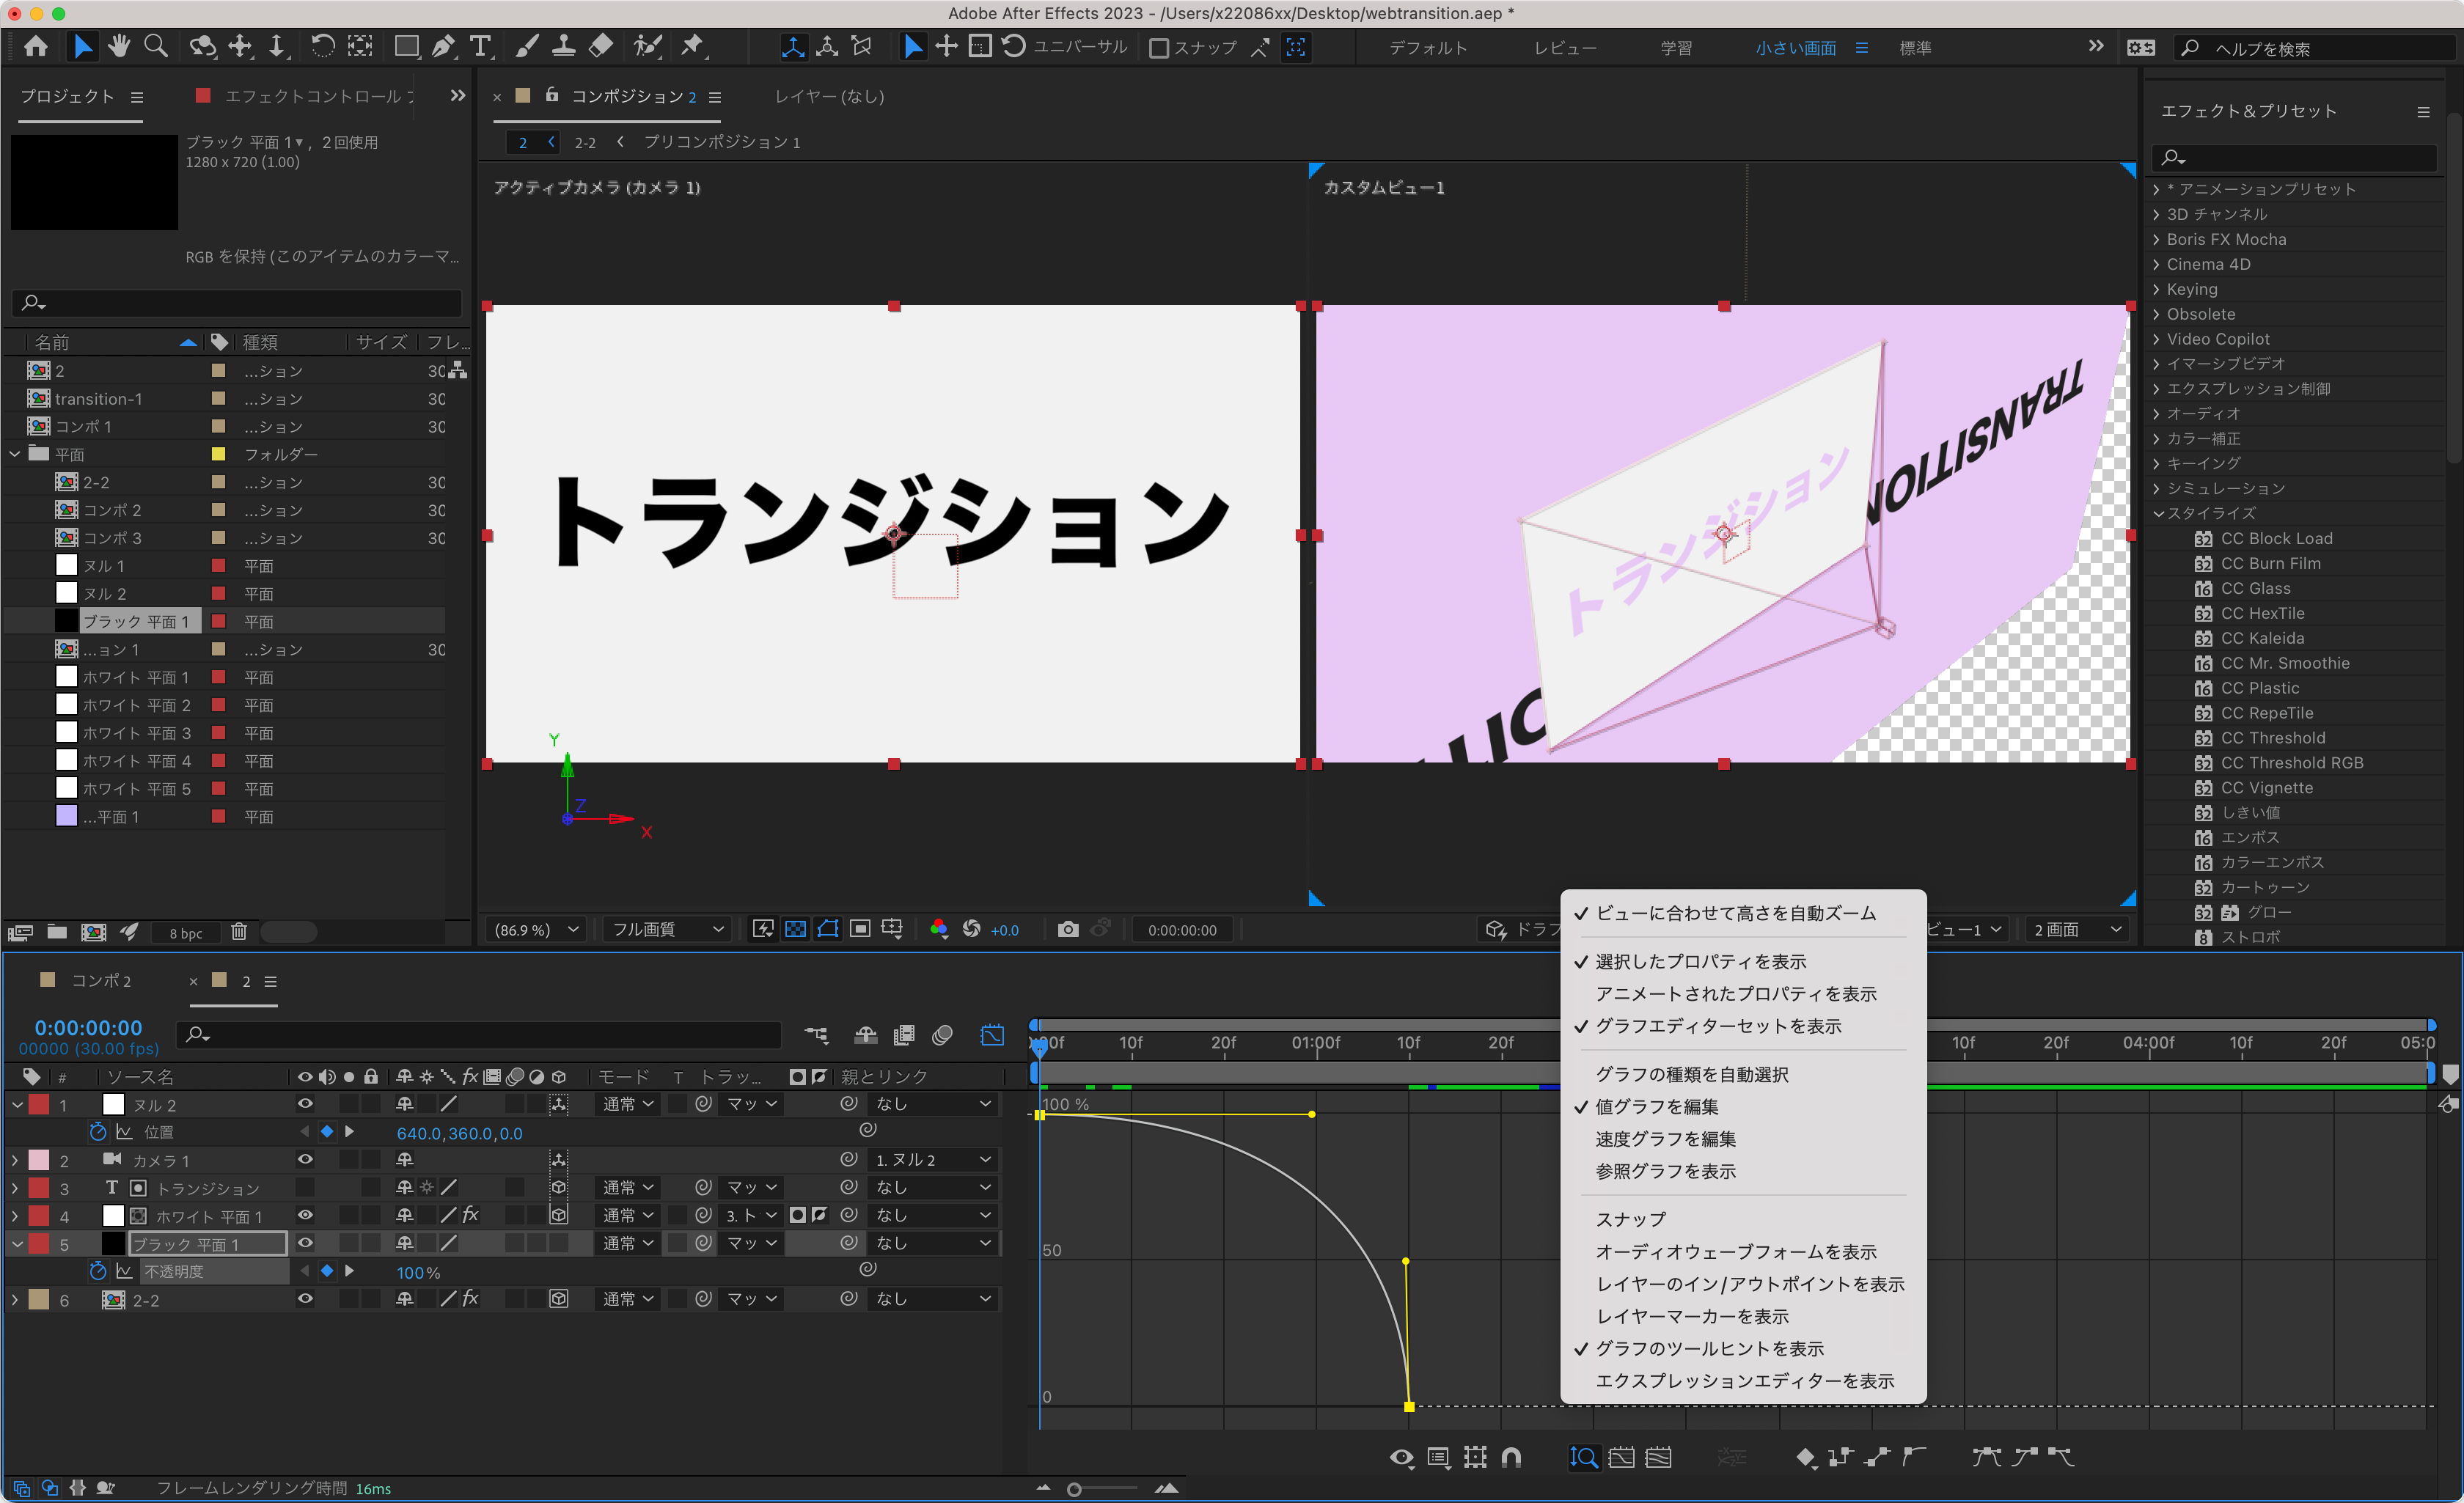 Adobe After Effects 2023 - /Users/x22086xx/Desktop/webtransition.aep *
ユニバーサル スナップ デフォルト レビュー 学習 小さい画面 標準 ヘルプを検索
プロジェクト エフェクトコントロール
コンポジション 2 レイヤー (なし)
エフェクト＆プリセット
ブラック 平面 1 , 2回使用
1280 x 720 (1.00)
RGB を保持 (このアイテムのカラーマ...
2 2-2 プリコンポジション 1
アクティブカメラ (カメラ 1)
カスタムビュー1
名前 種類 サイズ フレ...
2 ...ション 30
transition-1 ...ション 30
コンポ 1 ...ション 30
平面 フォルダー
2-2 ...ション 30
コンポ 2 ...ション 30
コンポ 3 ...ション 30
ヌル 1 平面
ヌル 2 平面
ブラック 平面 1 平面
...ョン 1 ...ション 30
ホワイト 平面 1 平面
ホワイト 平面 2 平面
ホワイト 平面 3 平面
ホワイト 平面 4 平面
ホワイト 平面 5 平面
...平面 1 平面
8 bpc
トランジション
Y
Z
X
トランジション
TRANSITION
(86.9 %) フル画質 +0.0 0:00:00:00 ドラフ ビュー1 2 画面
* アニメーションプリセット
3D チャンネル
Boris FX Mocha
Cinema 4D
Keying
Obsolete
Video Copilot
イマーシブビデオ
エクスプレッション制御
オーディオ
カラー補正
キーイング
シミュレーション
スタイライズ
32 CC Block Load
32 CC Burn Film
16 CC Glass
32 CC HexTile
32 CC Kaleida
16 CC Mr. Smoothie
16 CC Plastic
32 CC RepeTile
32 CC Threshold
32 CC Threshold RGB
32 CC Vignette
32 しきい値
16 エンボス
16 カラーエンボス
32 カートゥーン
32 グロー
8 ストロボ
コンポ 2 2
0:00:00:00
00000 (30.00 fps)
# ソース名 モード T トラッ... 親とリンク
1 ヌル 2 通常 マッ なし
位置 640.0,360.0,0.0
2 カメラ 1 1. ヌル 2
3 T トランジション 通常 マッ なし
4 ホワイト 平面 1 fx 通常 3. ト なし
5 ブラック 平面 1 通常 マッ なし
不透明度 100%
6 2-2 fx 通常 マッ なし
00f 10f 20f 01:00f 10f 20f 10f 20f 04:00f 10f 20f 05:0
100 %
50
0
ビューに合わせて高さを自動ズーム
選択したプロパティを表示
アニメートされたプロパティを表示
グラフエディターセットを表示
グラフの種類を自動選択
値グラフを編集
速度グラフを編集
参照グラフを表示
スナップ
オーディオウェーブフォームを表示
レイヤーのイン/アウトポイントを表示
レイヤーマーカーを表示
グラフのツールヒントを表示
エクスプレッションエディターを表示
フレームレンダリング時間 16ms